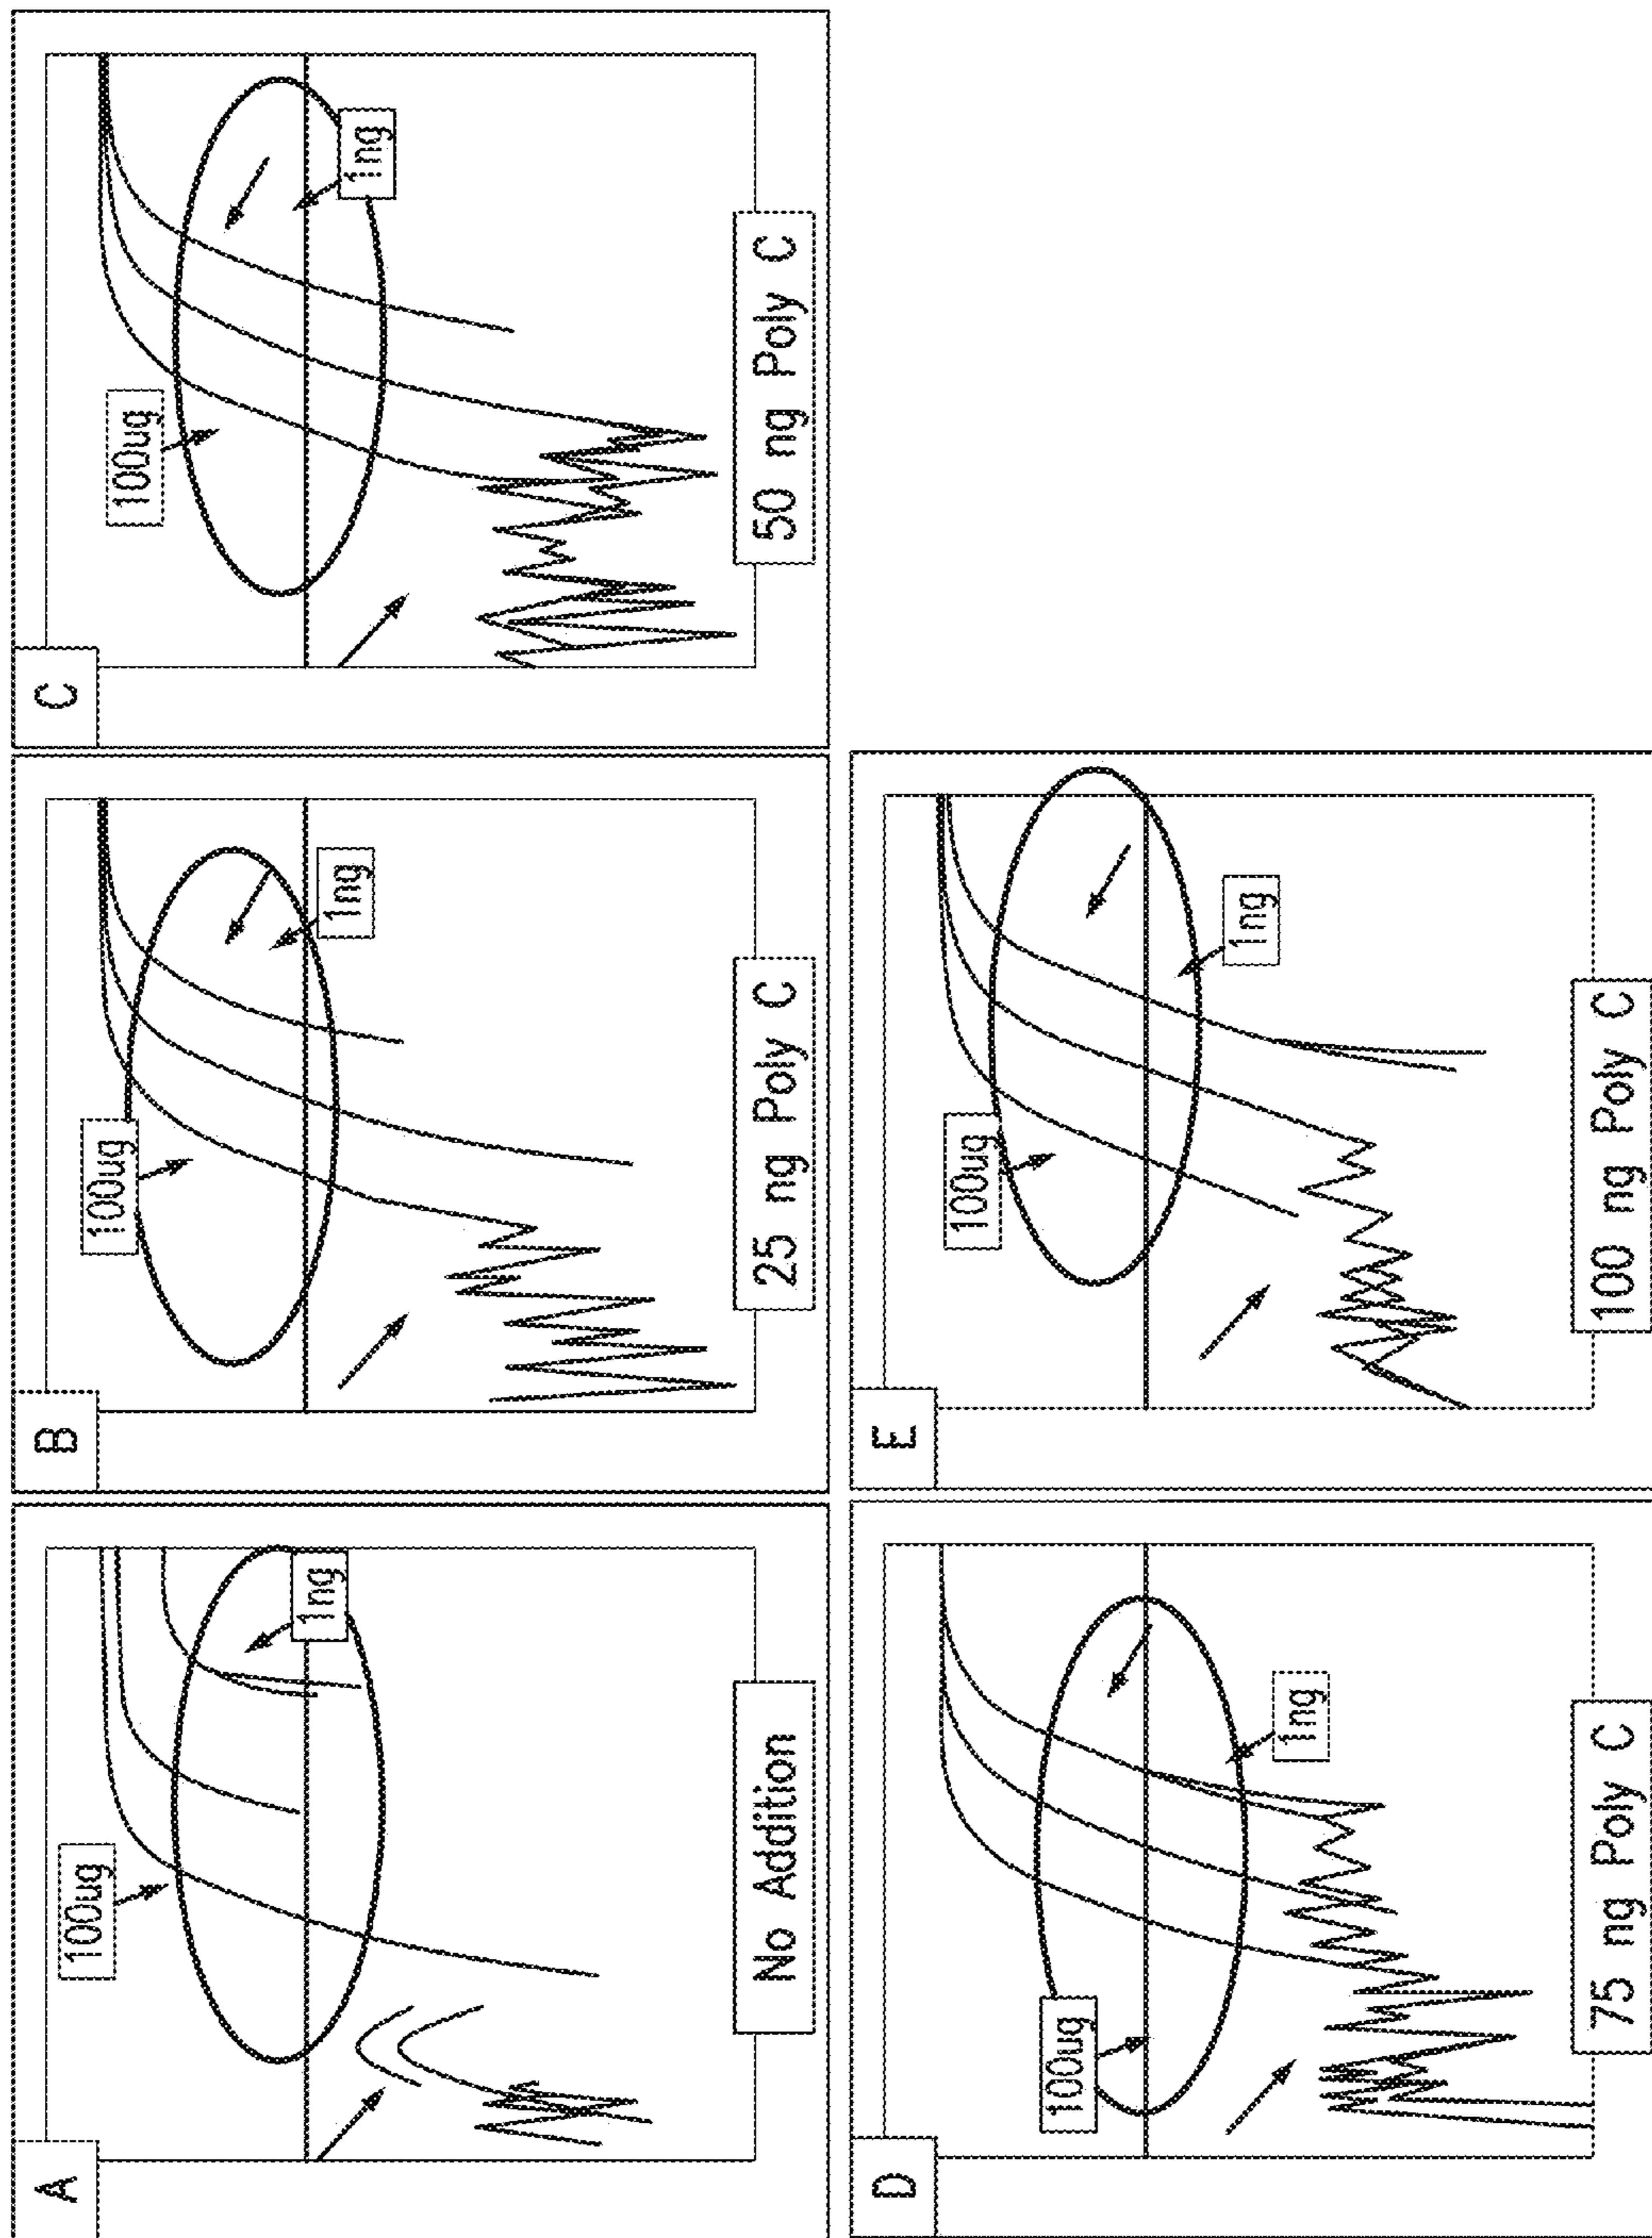 A
100ug
1ng
No Addition
B
100ug
1ng
25 ng Poly C
C
100ug
1ng
50 ng Poly C
D
100ug
1ng
75 ng Poly C
E
100ug
1ng
100 ng Poly C